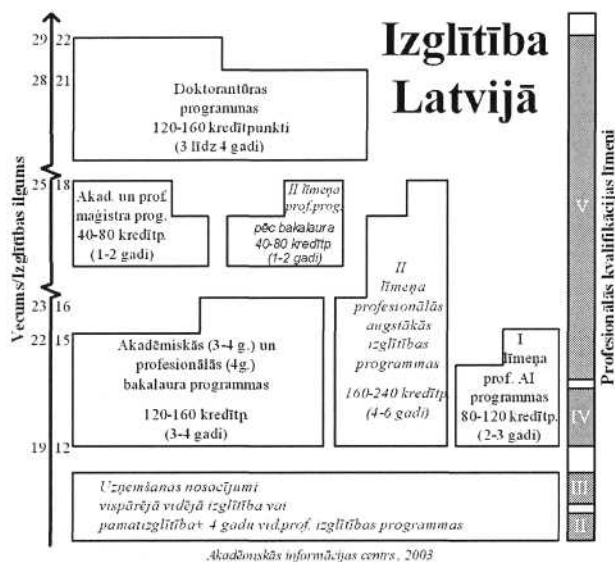 Izglītība
Latvijā
Vecums/Izglītības ilgums
29 22
28 21
25 18
23 16
22 15
19 12
Doktorantūras
programmas
120-160 kredītpunkti
(3 līdz 4 gadi)
Akad. un prof.
maģistra prog.
40-80 kredītp.
(1-2 gadi)
II līmeņa
prof.prog.
pēc bakalaura
40-80 kredītp
(1-2 gadi)
II
līmeņa
profesionālās
augstākās
izglītības
programmas
160-240 kredītp.
(4-6 gadi)
Akadēmiskās (3-4 g.) un
profesionālās (4g.)
bakalaura programmas
120-160 kredītp.
(3-4 gadi)
I
līmeņa
prof. AI
programmas
80-120 kredītp.
(2-3 gadi)
Uzņemšanas nosacījumi
vispārējā vidējā izglītība vai
pamatizglītība+ 4 gadu vid.prof. izglītības programmas
Profesionālās kvalifikācijas līmeņi
V
IV
III
II
Akadēmiskās informācijas centrs, 2003